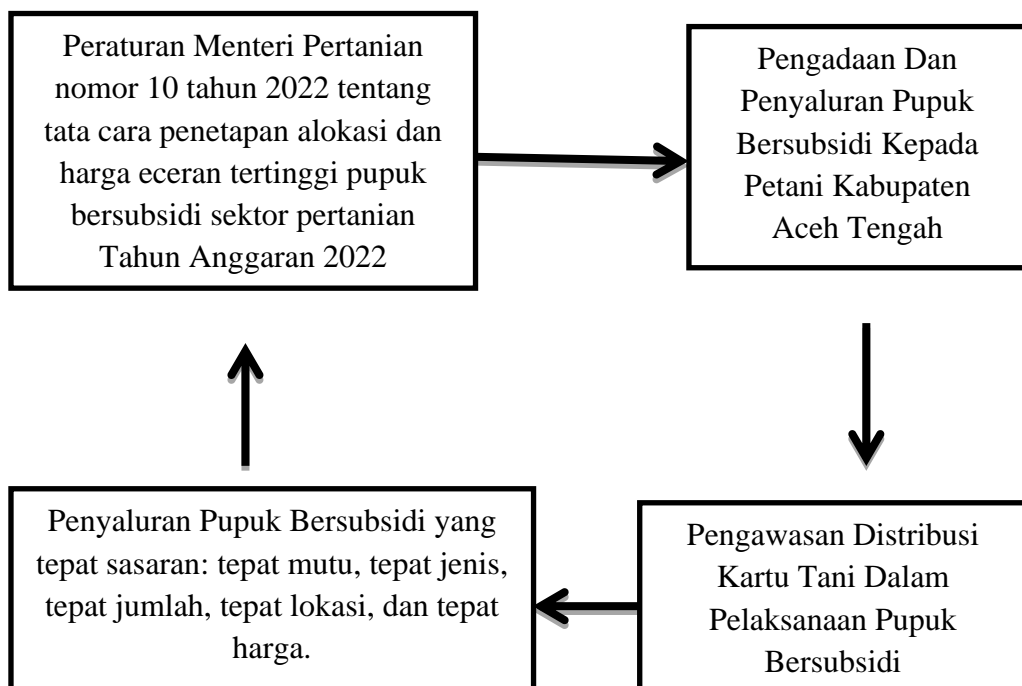 Peraturan Menteri Pertanian
nomor 10 tahun 2022 tentang
tata cara penetapan alokasi dan
harga eceran tertinggi pupuk
bersubsidi sektor pertanian
Tahun Anggaran 2022
Pengadaan Dan
Penyaluran Pupuk
Bersubsidi Kepada
Petani Kabupaten
Aceh Tengah
Pengawasan Distribusi
Kartu Tani Dalam
Pelaksanaan Pupuk
Bersubsidi
Penyaluran Pupuk Bersubsidi yang
tepat sasaran: tepat mutu, tepat jenis,
tepat jumlah, tepat lokasi, dan tepat
harga.